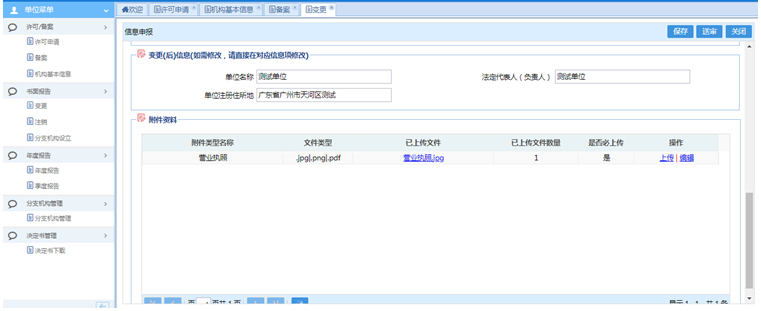 单位菜单
欢迎 许可申请 机构基本信息 备案 变更
许可/备案
许可申请
备案
机构基本信息
书面报告
变更
注销
分支机构设立
年度报告
年度报告
季度报告
分支机构管理
分支机构管理
决定书管理
决定书下载
信息申报 保存 送审 关闭
变更(后)信息(如需修改，请直接在对应信息项修改)
单位名称 测试单位 法定代表人（负责人） 测试单位
单位注册住所地 广东省广州市天河区测试
附件资料
附件类型名称 文件类型 已上传文件 已上传文件数量 是否必上传 操作
营业执照 .jpg|.png|.pdf 营业执照.jpg 1 是 上传 | 编辑
页 页共 1 页 显示 1 - 1，共 1 条